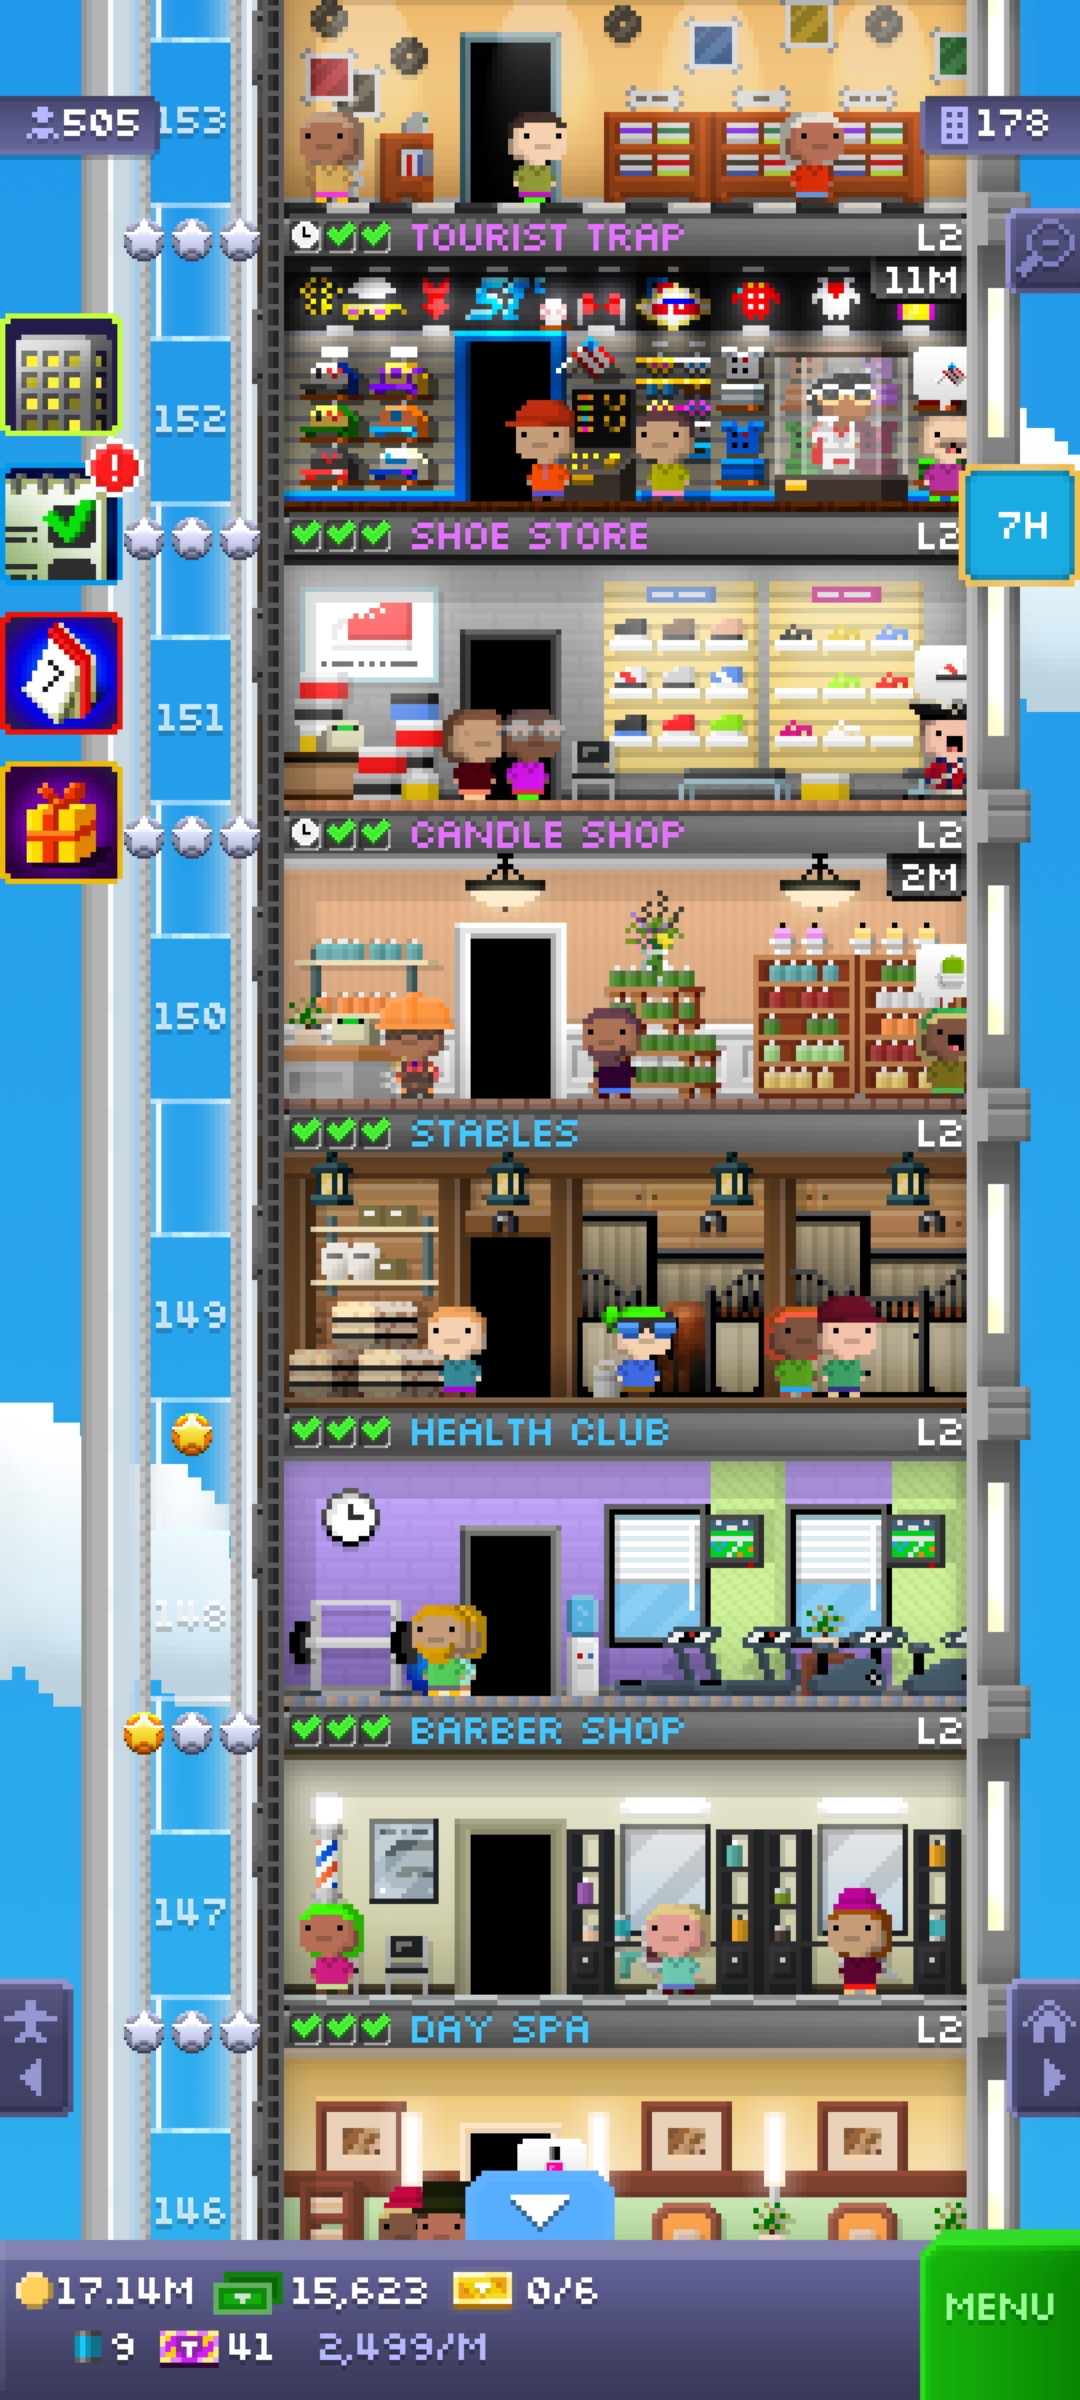 505
153
178
TOURIST TRAP L2
11M
152
SHOE STORE L2
7H
151
CANDLE SHOP L2
2M
150
STABLES L2
149
HEALTH CLUB L2
148
BARBER SHOP L2
147
DAY SPA L2
146
17.14M 15,623 0/6
MENU
9 41 2,499/M